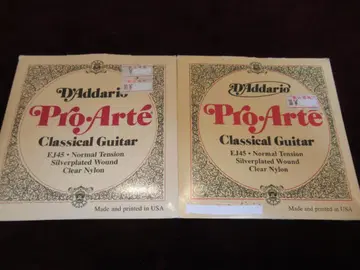 D'Addario
Pro·Arté
Classical Guitar
EJ45 • Normal Tension
Silverplated Wound
Clear Nylon
Made and printed in USA
D'Addario
Pro·Arté
Classical Guitar
EJ45 • Normal Tension
Silverplated Wound
Clear Nylon
Made and printed in USA